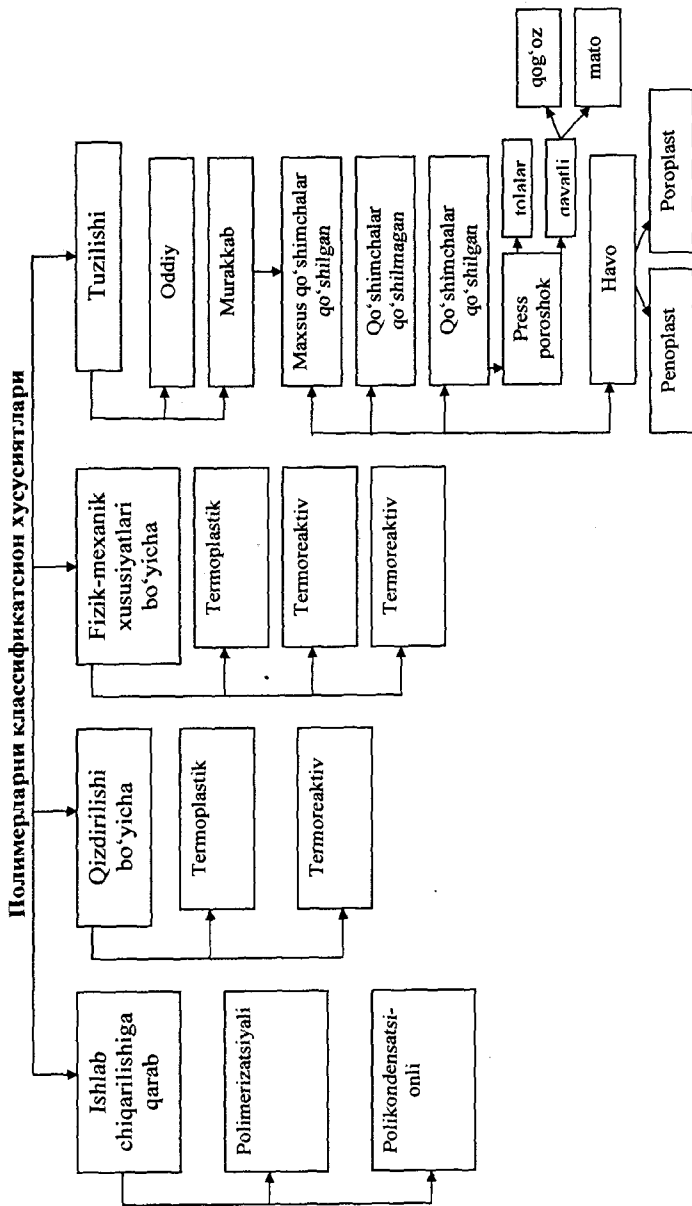 Полимерларни классификатсион хусусиятлари
Ishlab
chiqarilishiga
qarab
Polimerizatsiyali
Polikondensatsi-
onli
Qizdirilishi
bo‘yicha
Termoplastik
Termoreaktiv
Fizik-mexanik
xususiyatlari
bo‘yicha
Termoplastik
Termoreaktiv
Termoreaktiv
Tuzilishi
Oddiy
Murakkab
Maxsus qo‘shimchalar
qo‘shilgan
Qo‘shimchalar
qo‘shilmagan
Qo‘shimchalar
qo‘shilgan
Press
poroshok
tolalar
qavatli
qog‘oz
mato
Havo
Penoplast
Poroplast